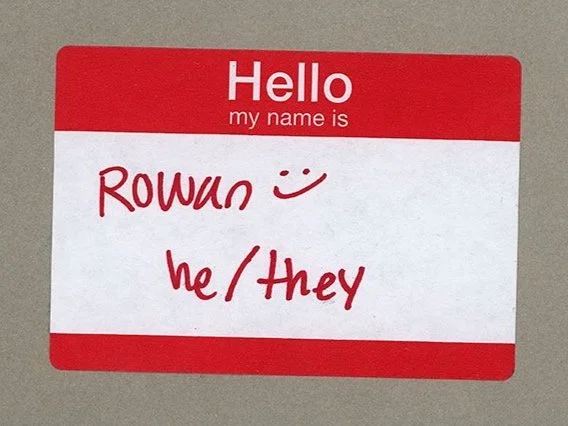 Hello
my name is
Rowan :)
he/they